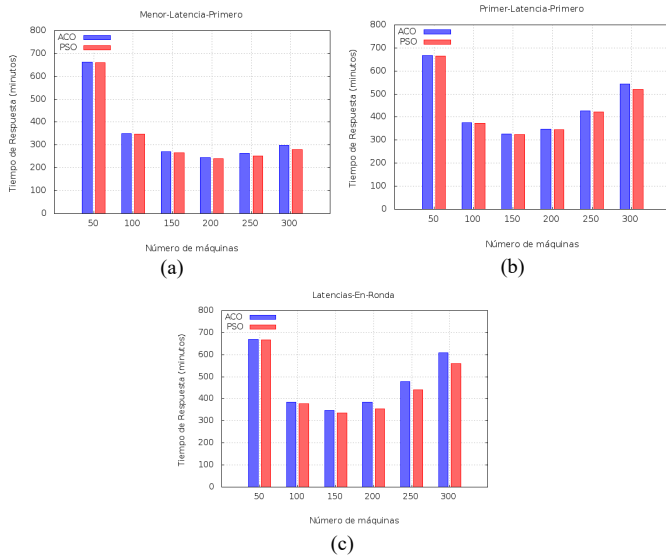 Menor-Latencia-Primero
ACO
PSO
Tiempo de Respuesta (minutos)
800
700
600
500
400
300
200
100
0
50 100 150 200 250 300
Número de máquinas
(a)
Primer-Latencia-Primero
ACO
PSO
Tiempo de Respuesta (minutos)
800
700
600
500
400
300
200
100
0
50 100 150 200 250 300
Número de máquinas
(b)
Latencias-En-Ronda
ACO
PSO
Tiempo de Respuesta (minutos)
800
700
600
500
400
300
200
100
0
50 100 150 200 250 300
Número de máquinas
(c)